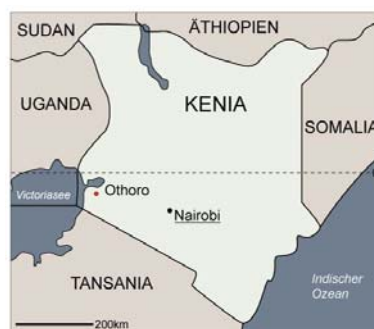 SUDAN
ÄTHIOPIEN
UGANDA
KENIA
SOMALIA
Othoro
Victoriasee
Nairobi
TANSANIA
Indischer
Ozean
200km